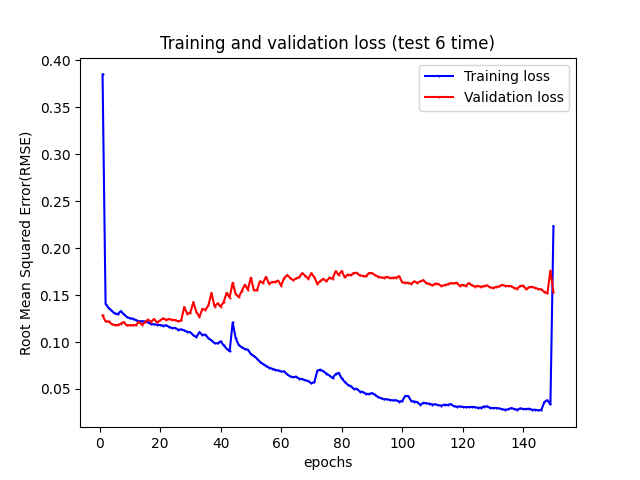 Training and validation loss (test 6 time)
Training loss
Validation loss
Root Mean Squared Error(RMSE)
0.40
0.35
0.30
0.25
0.20
0.15
0.10
0.05
0 20 40 60 80 100 120 140
epochs